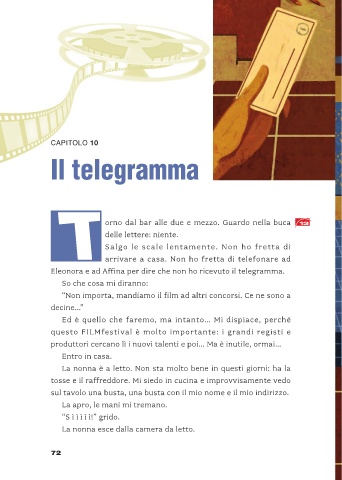 CAPITOLO 10
Il telegramma
Torno dal bar alle due e mezzo. Guardo nella buca
delle lettere: niente.
Salgo le scale lentamente. Non ho fretta di
arrivare a casa. Non ho fretta di telefonare ad
Eleonora e ad Affina per dire che non ho ricevuto il telegramma.
So che cosa mi diranno:
“Non importa, mandiamo il film ad altri concorsi. Ce ne sono a
decine...”
Ed è quello che faremo, ma intanto... Mi dispiace, perché
questo FILMfestival è molto importante: i grandi registi e
produttori cercano lì i nuovi talenti e poi... Ma è inutile, ormai...
Entro in casa.
La nonna è a letto. Non sta molto bene in questi giorni: ha la
tosse e il raffreddore. Mi siedo in cucina e improvvisamente vedo
sul tavolo una busta, una busta con il mio nome e il mio indirizzo.
La apro, le mani mi tremano.
“S ì ì ì ì ì!” grido.
La nonna esce dalla camera da letto.
72